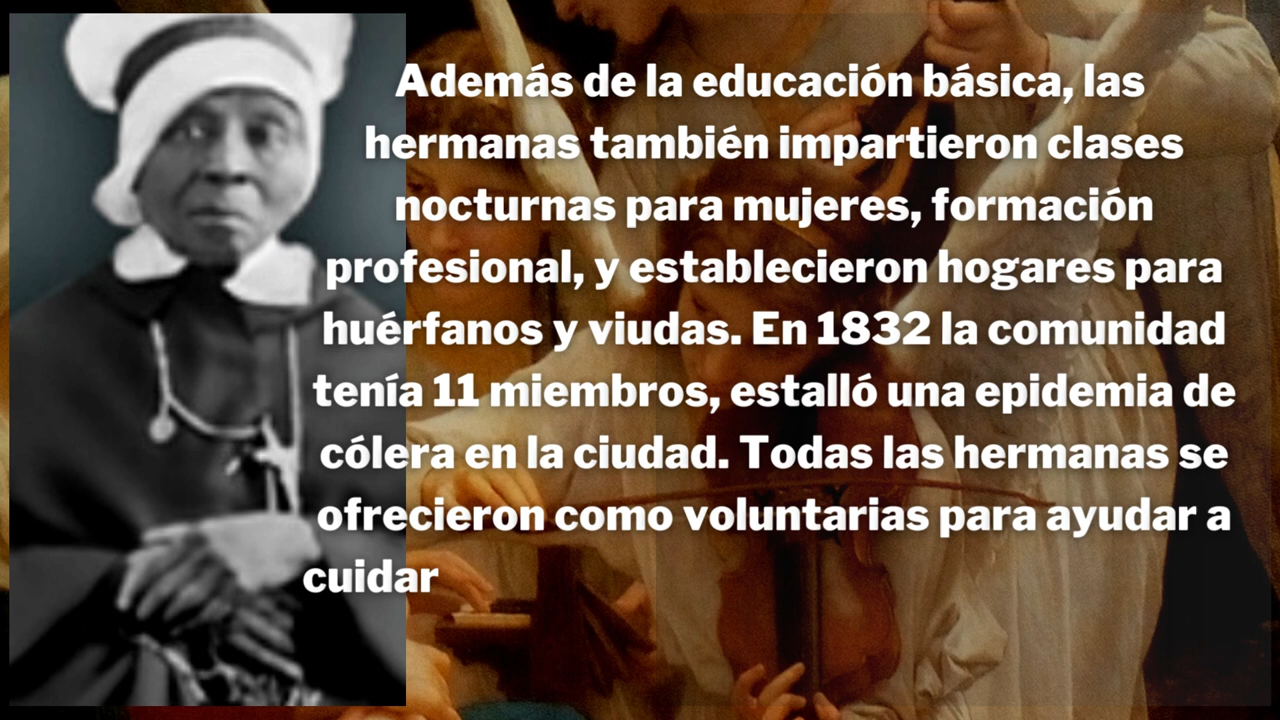 Además de la educación básica, las
hermanas también impartieron clases
nocturnas para mujeres, formación
profesional, y establecieron hogares para
huérfanos y viudas. En 1832 la comunidad
tenía 11 miembros, estalló una epidemia de
cólera en la ciudad. Todas las hermanas se
ofrecieron como voluntarias para ayudar a
cuidar